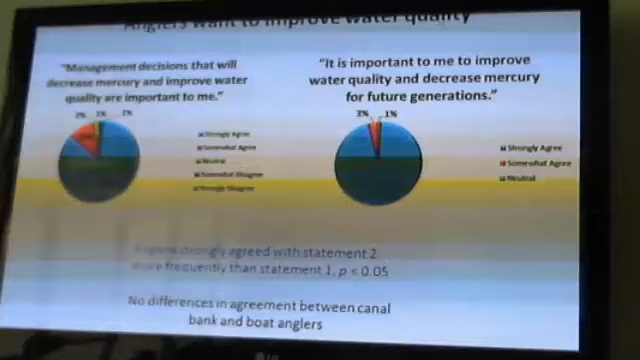 Anglers want to improve water quality
"Management decisions that will
decrease mercury and improve water
quality are important to me."
"It is important to me to improve
water quality and decrease mercury
for future generations."
3%
1%
Strongly Agree
Somewhat Agree
Neutral
Somewhat Disagree
Strongly Disagree
Strongly Agree
Somewhat Agree
Neutral
strongly agreed with statement 2
more frequently than statement 1, p < 0.05
No differences in agreement between canal
bank and boat anglers